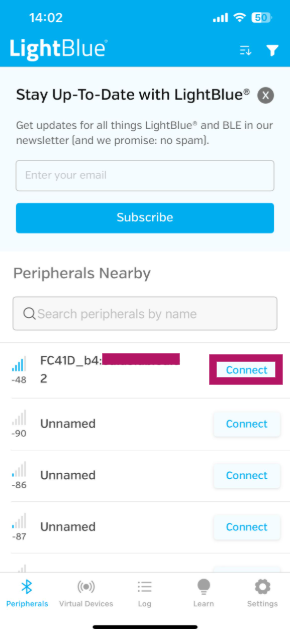 14:02
50
LightBlue™
Stay Up-To-Date with LightBlue®
X
Get updates for all things LightBlue® and BLE in our
newsletter (and we promise: no spam).
Enter your email
Subscribe
Peripherals Nearby
Search peripherals by name
FC41D_b4:
2
-48
Connect
Unnamed
-90
Connect
Unnamed
-86
Connect
Unnamed
-87
Connect
Peripherals
Virtual Devices
Log
Learn
Settings